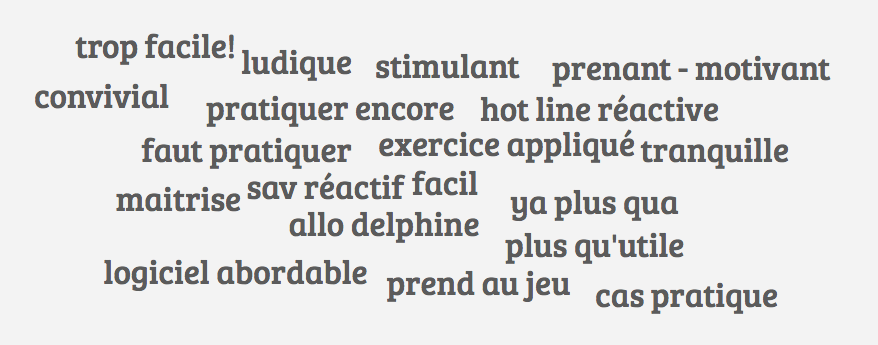 trop facile!
ludique
stimulant
prenant - motivant
convivial
pratiquer encore
hot line réactive
faut pratiquer
exercice appliqué
tranquille
maitrise
sav réactif
facil
ya plus qua
allo delphine
plus qu'utile
logiciel abordable
prend au jeu
cas pratique